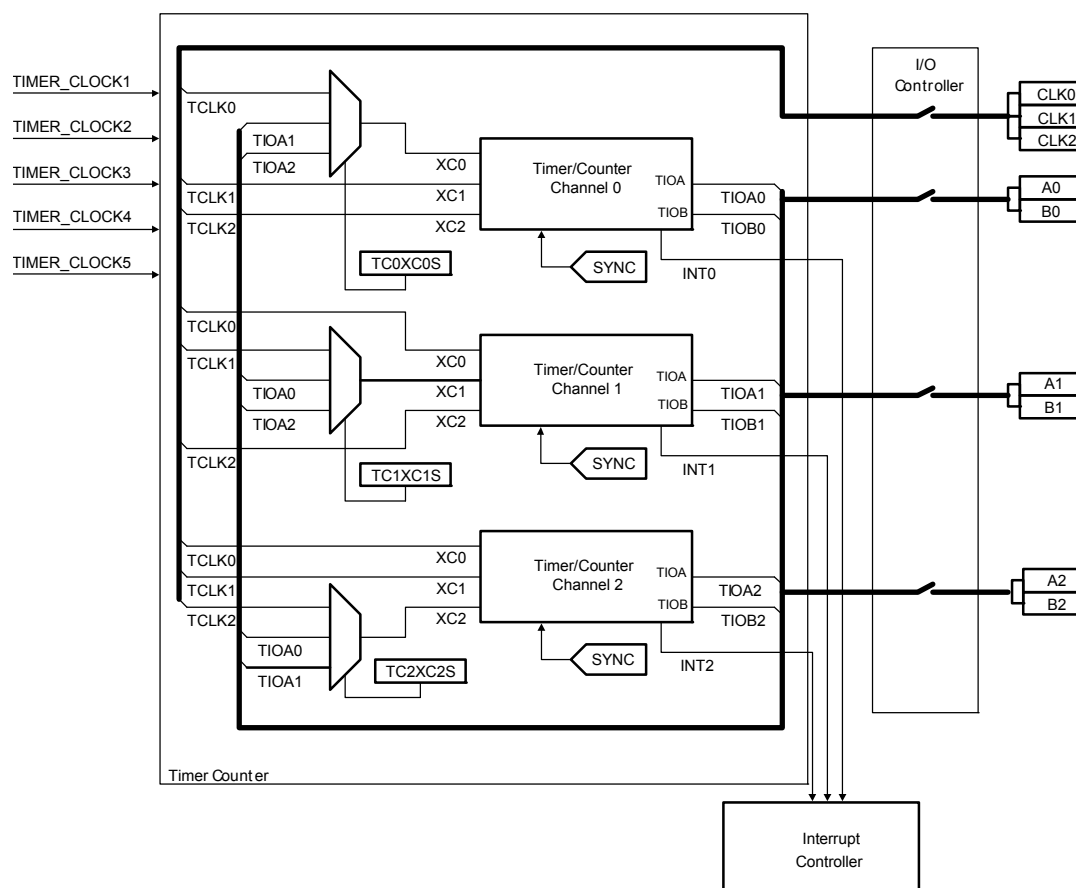 TIMER_CLOCK1
TIMER_CLOCK2
TIMER_CLOCK3
TIMER_CLOCK4
TIMER_CLOCK5
TCLK0
TIOA1
TIOA2
TCLK1
TCLK2
XC0
XC1
XC2
Timer/Counter
Channel 0
TIOA
TIOB
TIOA0
TIOB0
TC0XC0S
SYNC
INT0
TCLK0
TCLK1
TIOA0
TIOA2
TCLK2
XC0
XC1
XC2
Timer/Counter
Channel 1
TIOA
TIOB
TIOA1
TIOB1
TC1XC1S
SYNC
INT1
TCLK0
TCLK1
TCLK2
TIOA0
TIOA1
XC0
XC1
XC2
Timer/Counter
Channel 2
TIOA
TIOB
TIOA2
TIOB2
TC2XC2S
SYNC
INT2
Timer Counter
I/O
Controller
CLK0
CLK1
CLK2
A0
B0
A1
B1
A2
B2
Interrupt
Controller